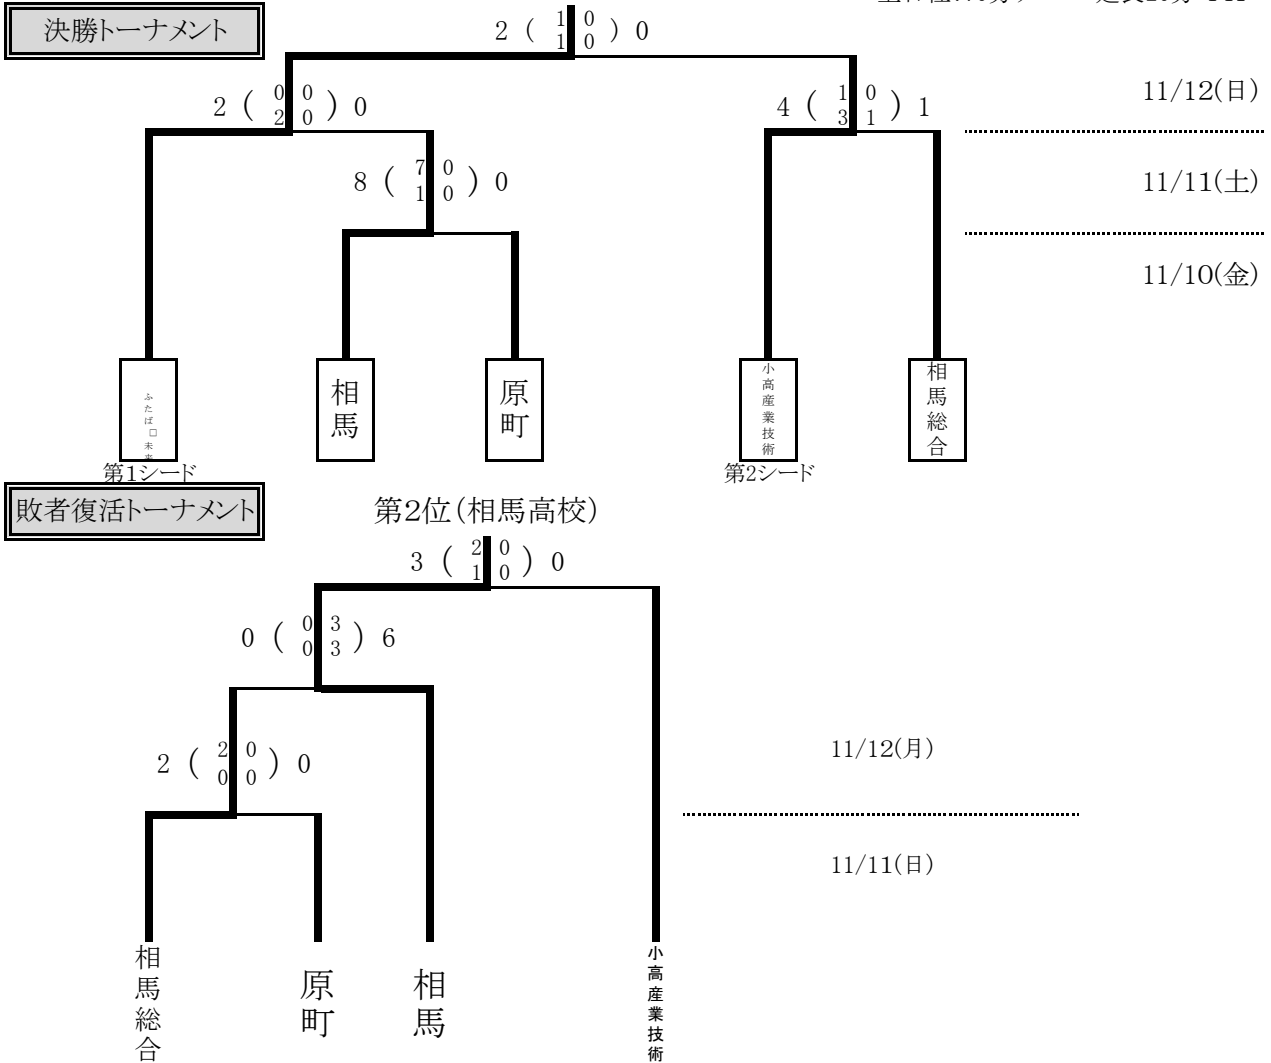 決勝トーナメント
2 ( 1 0 ) 0
1 0
11/12(日)
2 ( 0 0 ) 0
2 0
4 ( 1 0 ) 1
3 1
11/11(土)
8 ( 7 0 ) 0
1 0
11/10(金)
ふたば□未来
相馬
原町
小高産業技術
相馬総合
第1シード
第2シード
敗者復活トーナメント
第2位(相馬高校)
3 ( 2 0 ) 0
1 0
0 ( 0 3 ) 6
0 3
2 ( 2 0 ) 0
0 0
11/12(月)
11/11(日)
相馬総合
原町
相馬
小高産業技術